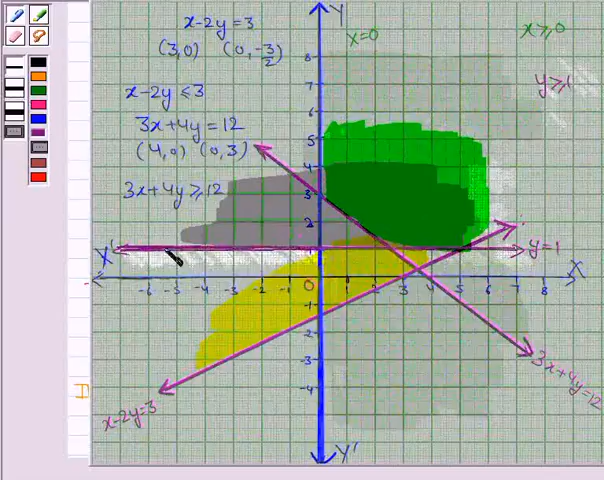 x-2y=3
(3,0) (0,-3/2)
x-2y≤3
3x+4y=12
(4,0) (0,3)
3x+4y≥12
Y
x=0
x≥0
y≥1
8
7
6
5
4
3
2
y=1
X'
X
-6 -5 -4 -3 -2 -1 0 1 2 3 4 5 6 7 8
-1
-2
-3
-4
x-2y=3
3x+4y=12
Y'